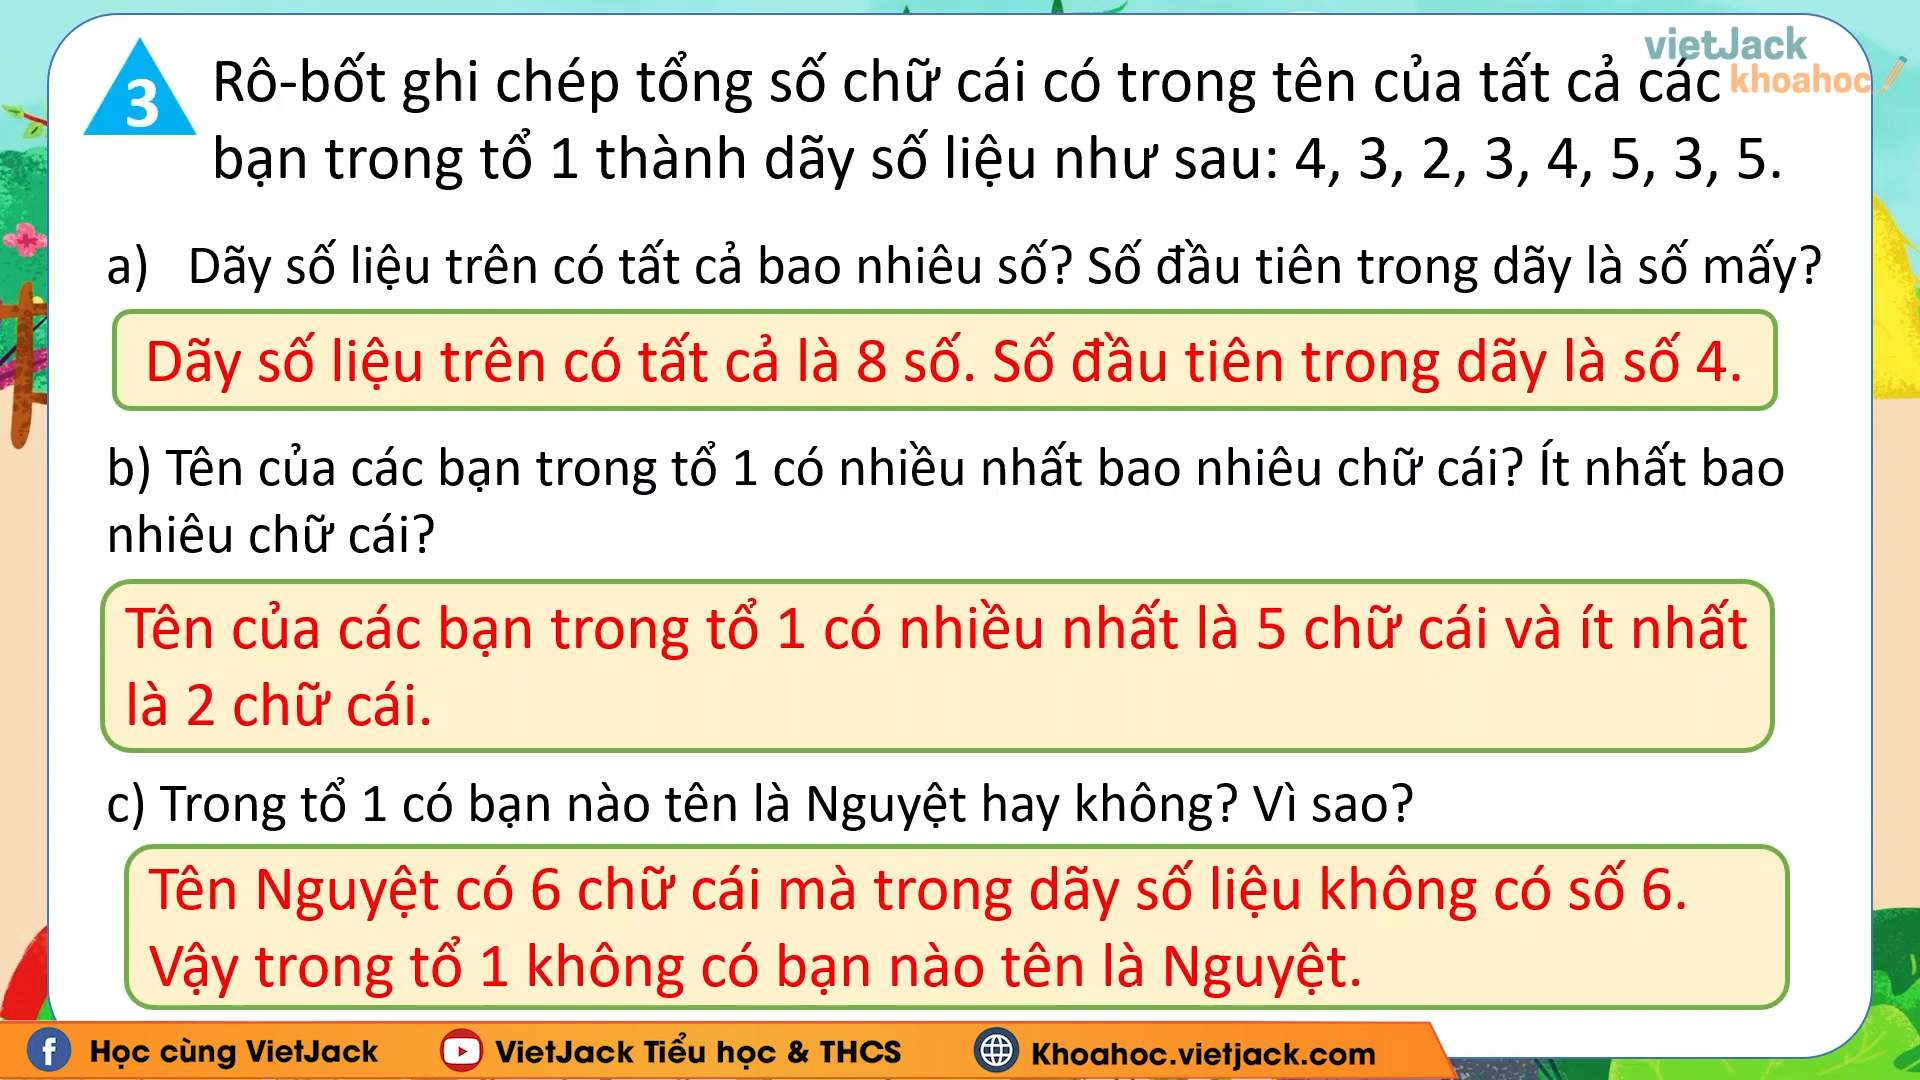 vietJack
khoahoc
3
Rô-bốt ghi chép tổng số chữ cái có trong tên của tất cả các
bạn trong tổ 1 thành dãy số liệu như sau: 4, 3, 2, 3, 4, 5, 3, 5.
a) Dãy số liệu trên có tất cả bao nhiêu số? Số đầu tiên trong dãy là số mấy?
Dãy số liệu trên có tất cả là 8 số. Số đầu tiên trong dãy là số 4.
b) Tên của các bạn trong tổ 1 có nhiều nhất bao nhiêu chữ cái? Ít nhất bao
nhiêu chữ cái?
Tên của các bạn trong tổ 1 có nhiều nhất là 5 chữ cái và ít nhất
là 2 chữ cái.
c) Trong tổ 1 có bạn nào tên là Nguyệt hay không? Vì sao?
Tên Nguyệt có 6 chữ cái mà trong dãy số liệu không có số 6.
Vậy trong tổ 1 không có bạn nào tên là Nguyệt.
Học cùng VietJack VietJack Tiểu học & THCS Khoahoc.vietjack.com